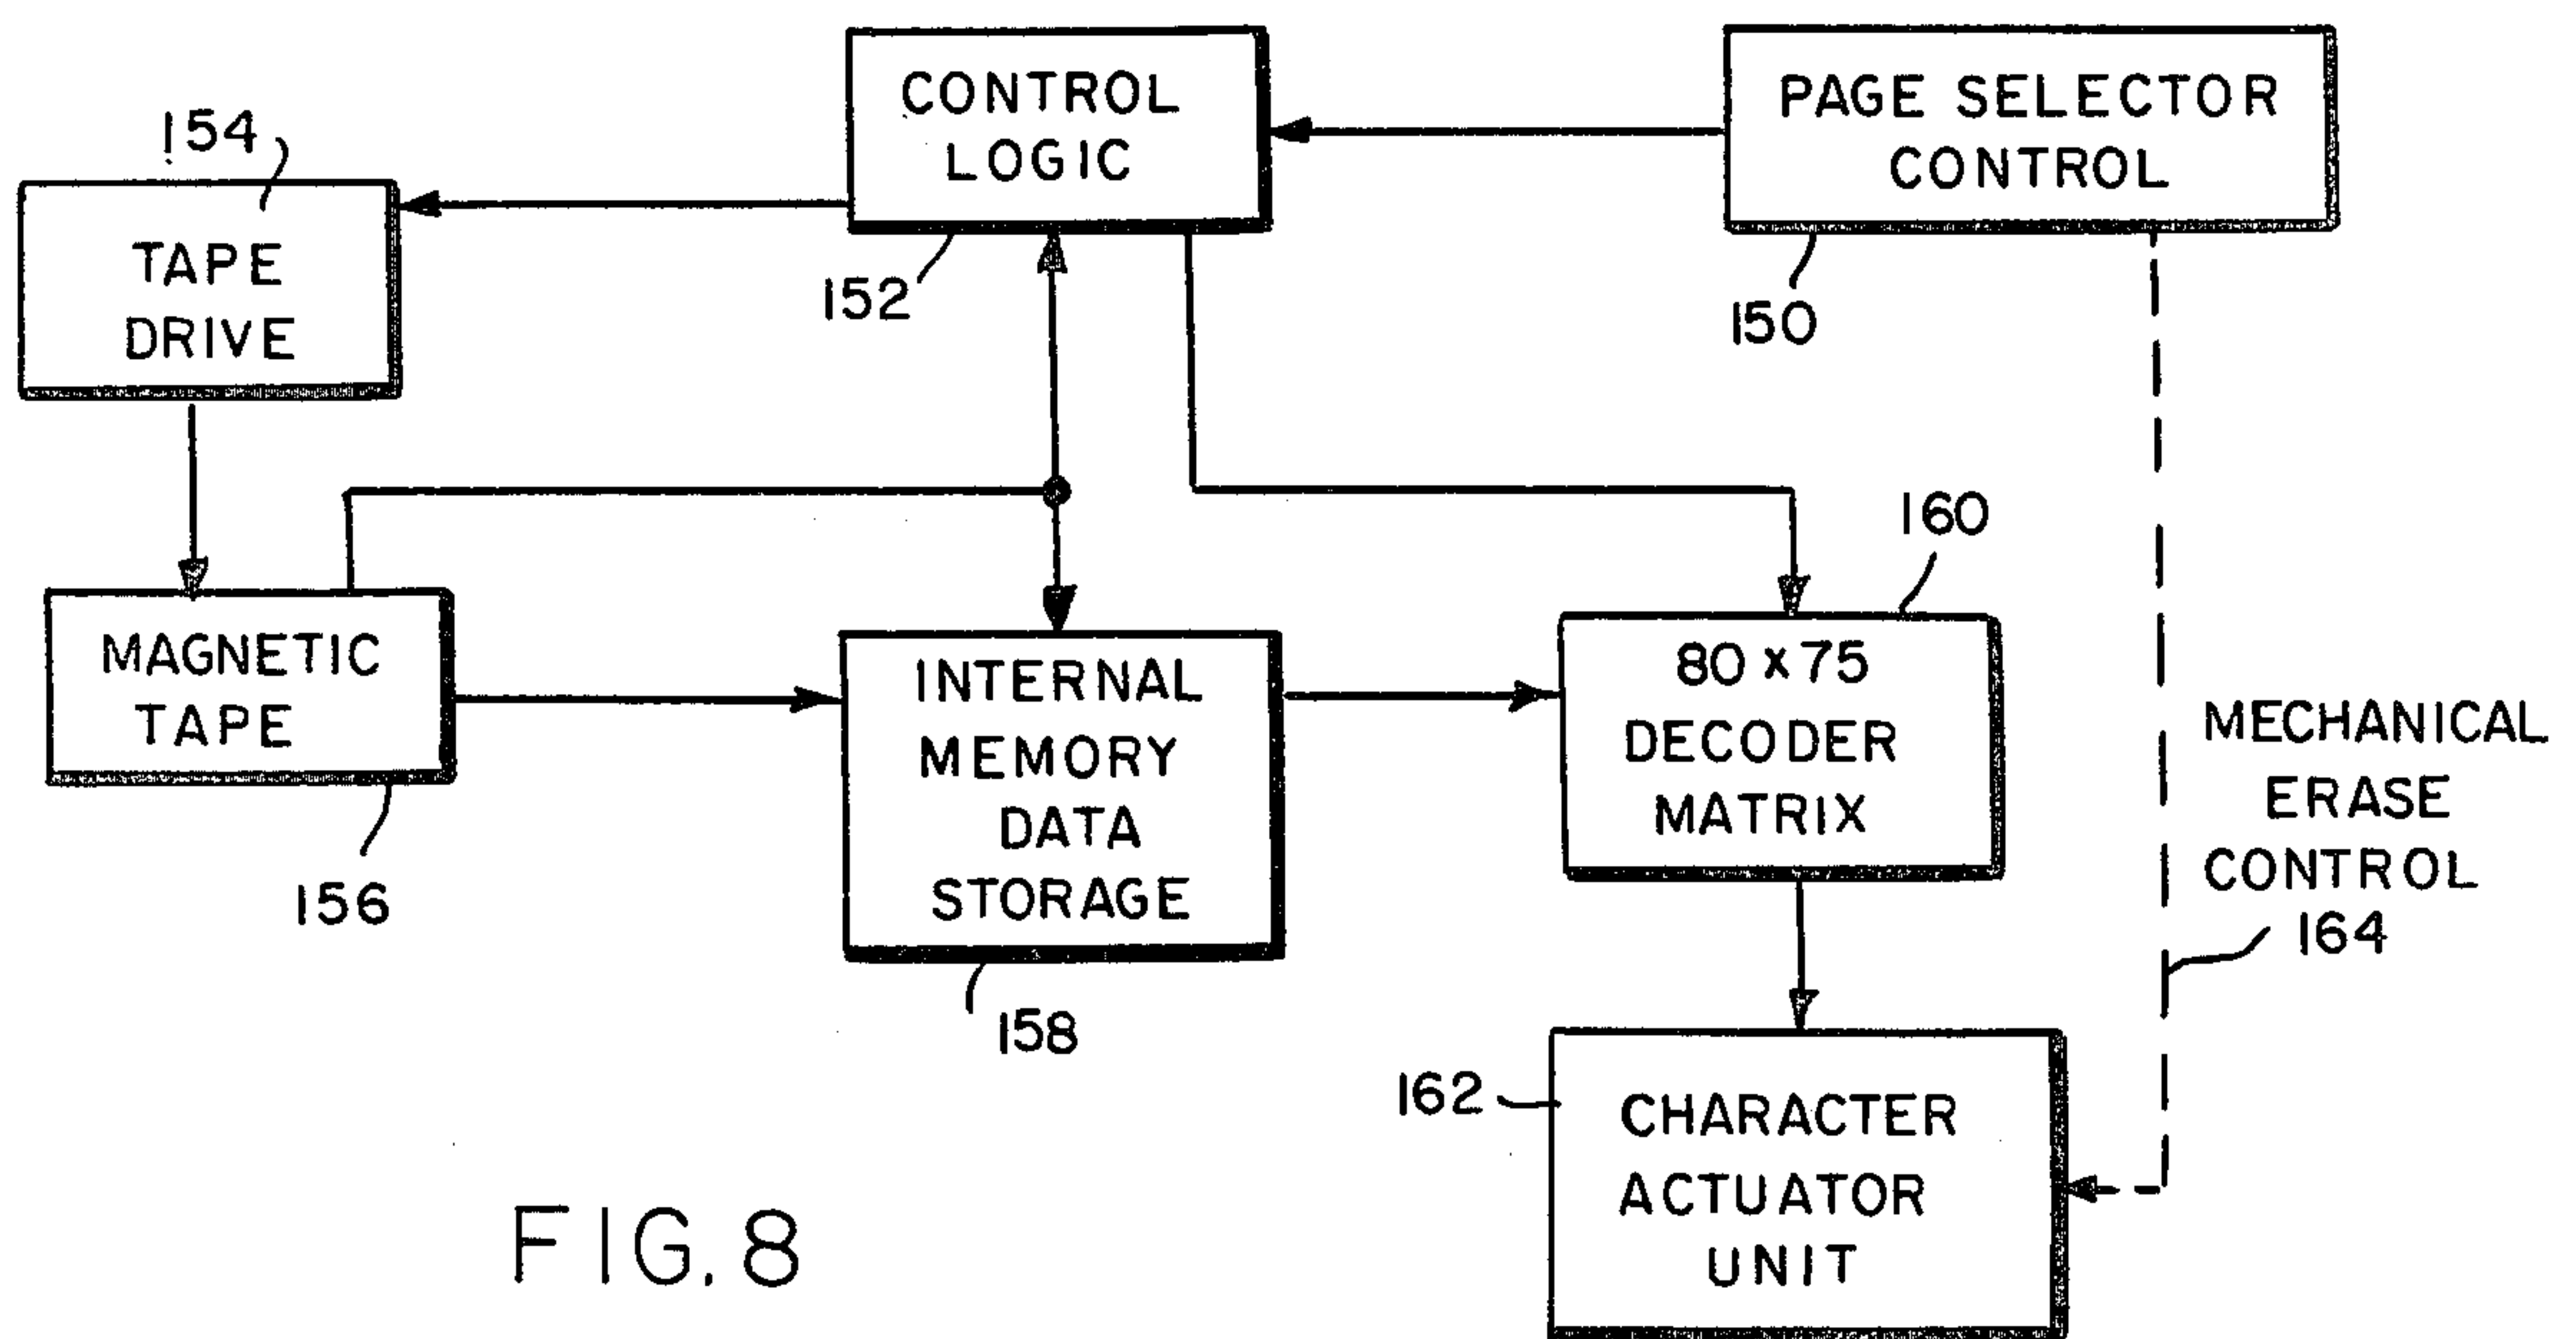 CONTROL
LOGIC
PAGE SELECTOR
CONTROL
154
TAPE
DRIVE
152
150
MAGNETIC
TAPE
156
INTERNAL
MEMORY
DATA
STORAGE
158
160
80 x 75
DECODER
MATRIX
MECHANICAL
ERASE
CONTROL
164
162
CHARACTER
ACTUATOR
UNIT
FIG. 8